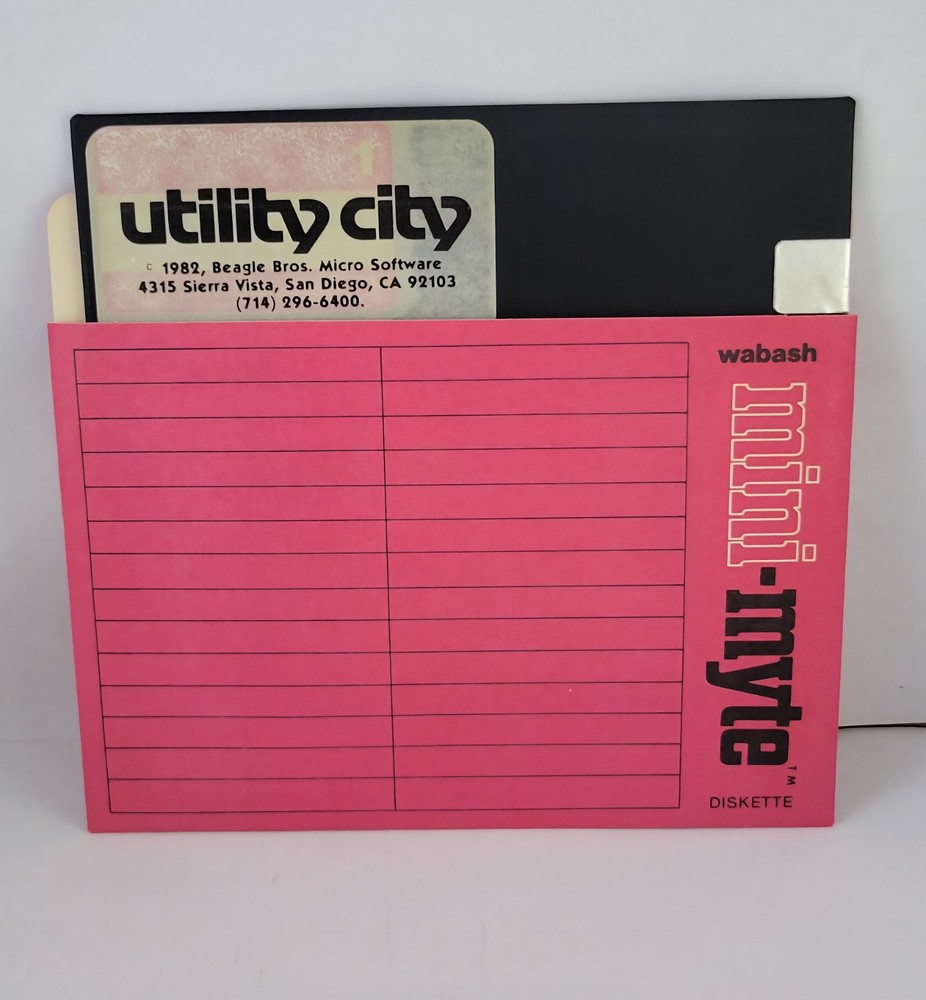 1
utility city
c 1982, Beagle Bros. Micro Software
4315 Sierra Vista, San Diego, CA 92103
(714) 296-6400.
wabash
mini-myte TM
DISKETTE